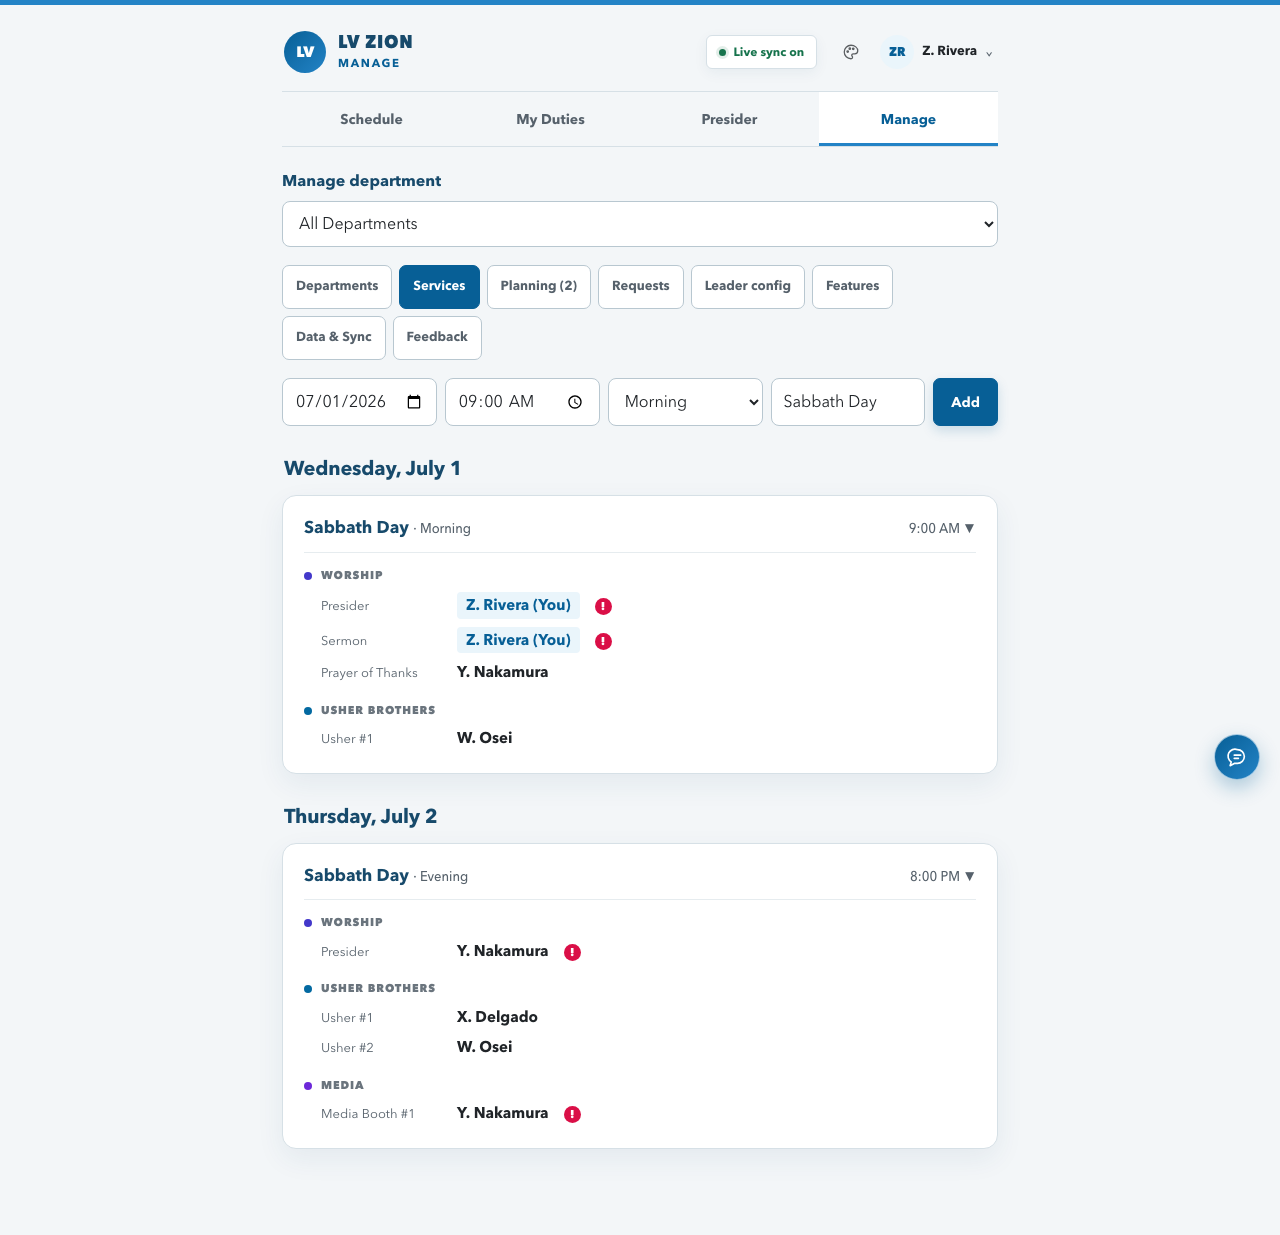 LV
LV ZION
MANAGE
Live sync on
ZR
Z. Rivera
Schedule
My Duties
Presider
Manage
Manage department
All Departments
Departments
Services
Planning (2)
Requests
Leader config
Features
Data & Sync
Feedback
07/01/2026
09:00 AM
Morning
Sabbath Day
Add
Wednesday, July 1
Sabbath Day · Morning
9:00 AM ▼
WORSHIP
Presider
Z. Rivera (You)
!
Sermon
Z. Rivera (You)
!
Prayer of Thanks
Y. Nakamura
USHER BROTHERS
Usher #1
W. Osei
Thursday, July 2
Sabbath Day · Evening
8:00 PM ▼
WORSHIP
Presider
Y. Nakamura
!
USHER BROTHERS
Usher #1
X. Delgado
Usher #2
W. Osei
MEDIA
Media Booth #1
Y. Nakamura
!